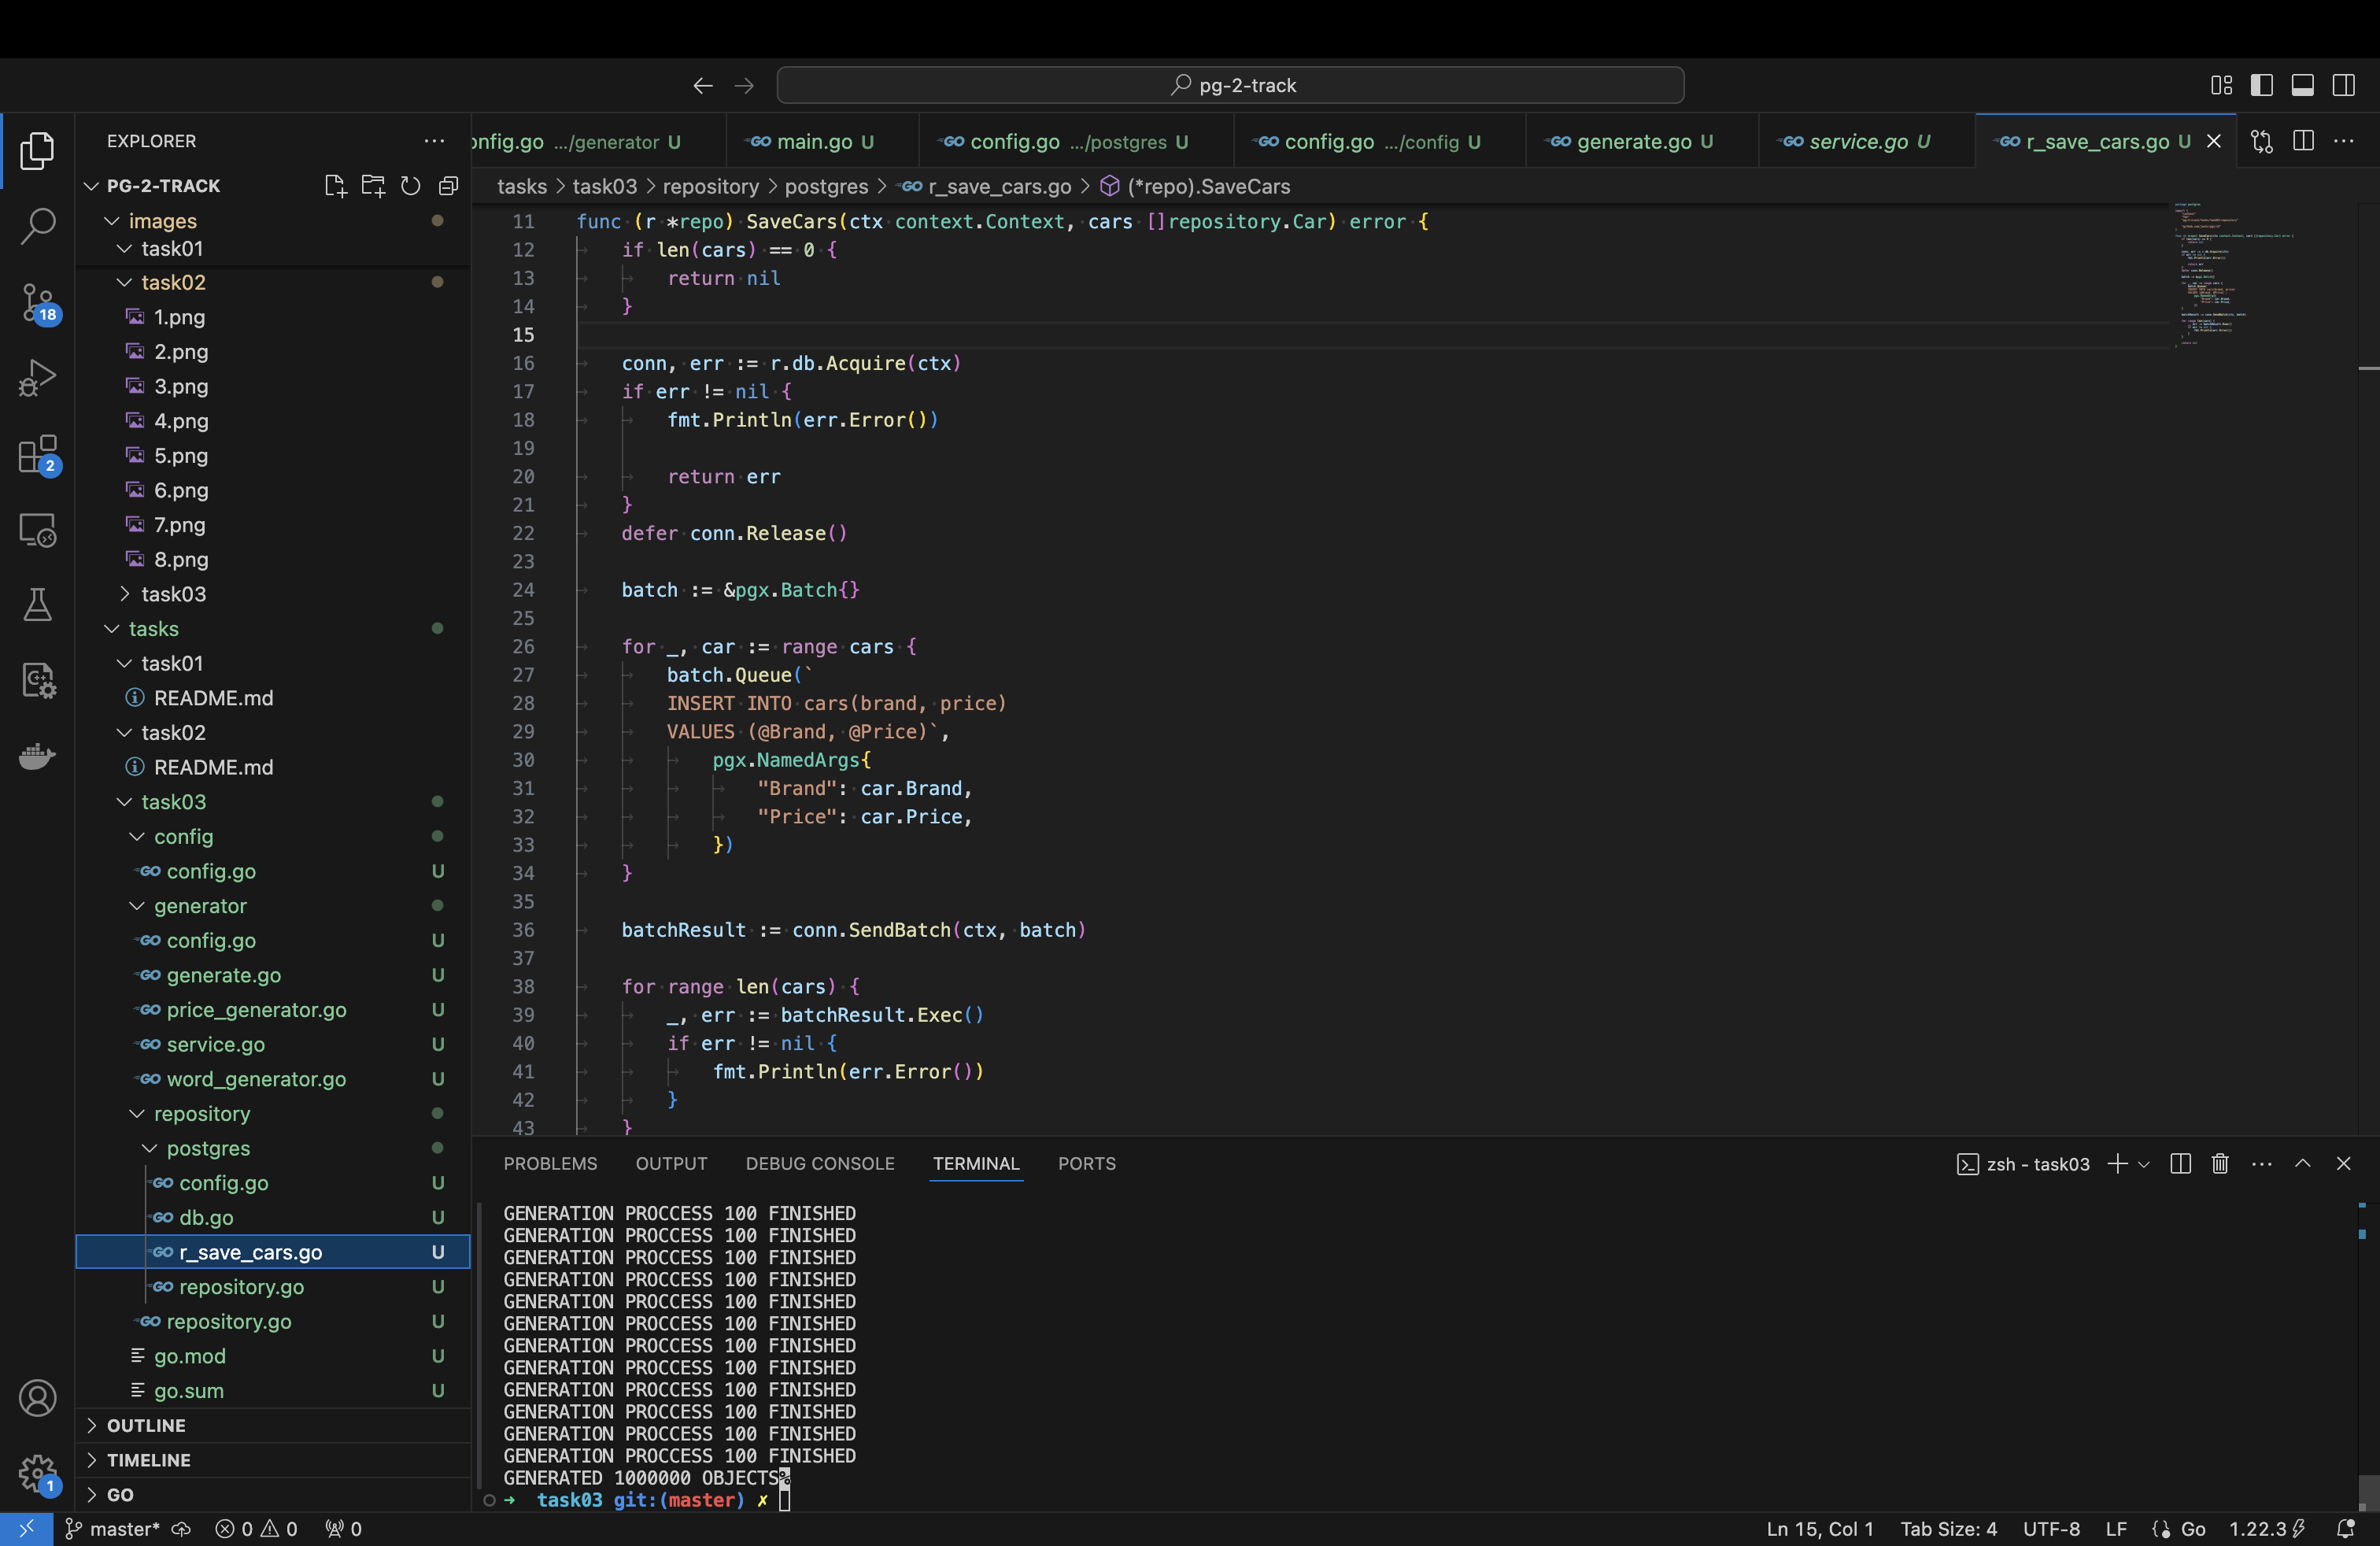 pg-2-track
EXPLORER
PG-2-TRACK
images
task01
task02
1.png
2.png
3.png
4.png
5.png
6.png
7.png
8.png
task03
tasks
task01
README.md
task02
README.md
task03
config
config.go U
generator
config.go U
generate.go U
price_generator.go U
service.go U
word_generator.go U
repository
postgres
config.go U
db.go U
r_save_cars.go U
repository.go U
repository.go U
go.mod U
go.sum U
OUTLINE
TIMELINE
GO
18
2
1
onfig.go .../generator U
main.go U
config.go .../postgres U
config.go .../config U
generate.go U
service.go U
r_save_cars.go U
tasks > task03 > repository > postgres > r_save_cars.go > (*repo).SaveCars
11 func (r *repo) SaveCars(ctx context.Context, cars []repository.Car) error {
12 if len(cars) == 0 {
13 return nil
14 }
15
16 conn, err := r.db.Acquire(ctx)
17 if err != nil {
18 fmt.Println(err.Error())
19
20 return err
21 }
22 defer conn.Release()
23
24 batch := &pgx.Batch{}
25
26 for _, car := range cars {
27 batch.Queue(`
28 INSERT INTO cars(brand, price)
29 VALUES (@Brand, @Price)`,
30 pgx.NamedArgs{
31 "Brand": car.Brand,
32 "Price": car.Price,
33 })
34 }
35
36 batchResult := conn.SendBatch(ctx, batch)
37
38 for range len(cars) {
39 _, err := batchResult.Exec()
40 if err != nil {
41 fmt.Println(err.Error())
42 }
43 }
PROBLEMS OUTPUT DEBUG CONSOLE TERMINAL PORTS
zsh - task03
GENERATION PROCCESS 100 FINISHED
GENERATION PROCCESS 100 FINISHED
GENERATION PROCCESS 100 FINISHED
GENERATION PROCCESS 100 FINISHED
GENERATION PROCCESS 100 FINISHED
GENERATION PROCCESS 100 FINISHED
GENERATION PROCCESS 100 FINISHED
GENERATION PROCCESS 100 FINISHED
GENERATION PROCCESS 100 FINISHED
GENERATION PROCCESS 100 FINISHED
GENERATION PROCCESS 100 FINISHED
GENERATION PROCCESS 100 FINISHED
GENERATED 1000000 OBJECTS%
➜ task03 git:(master) ✗
master* 0 0 0
Ln 15, Col 1 Tab Size: 4 UTF-8 LF Go 1.22.3